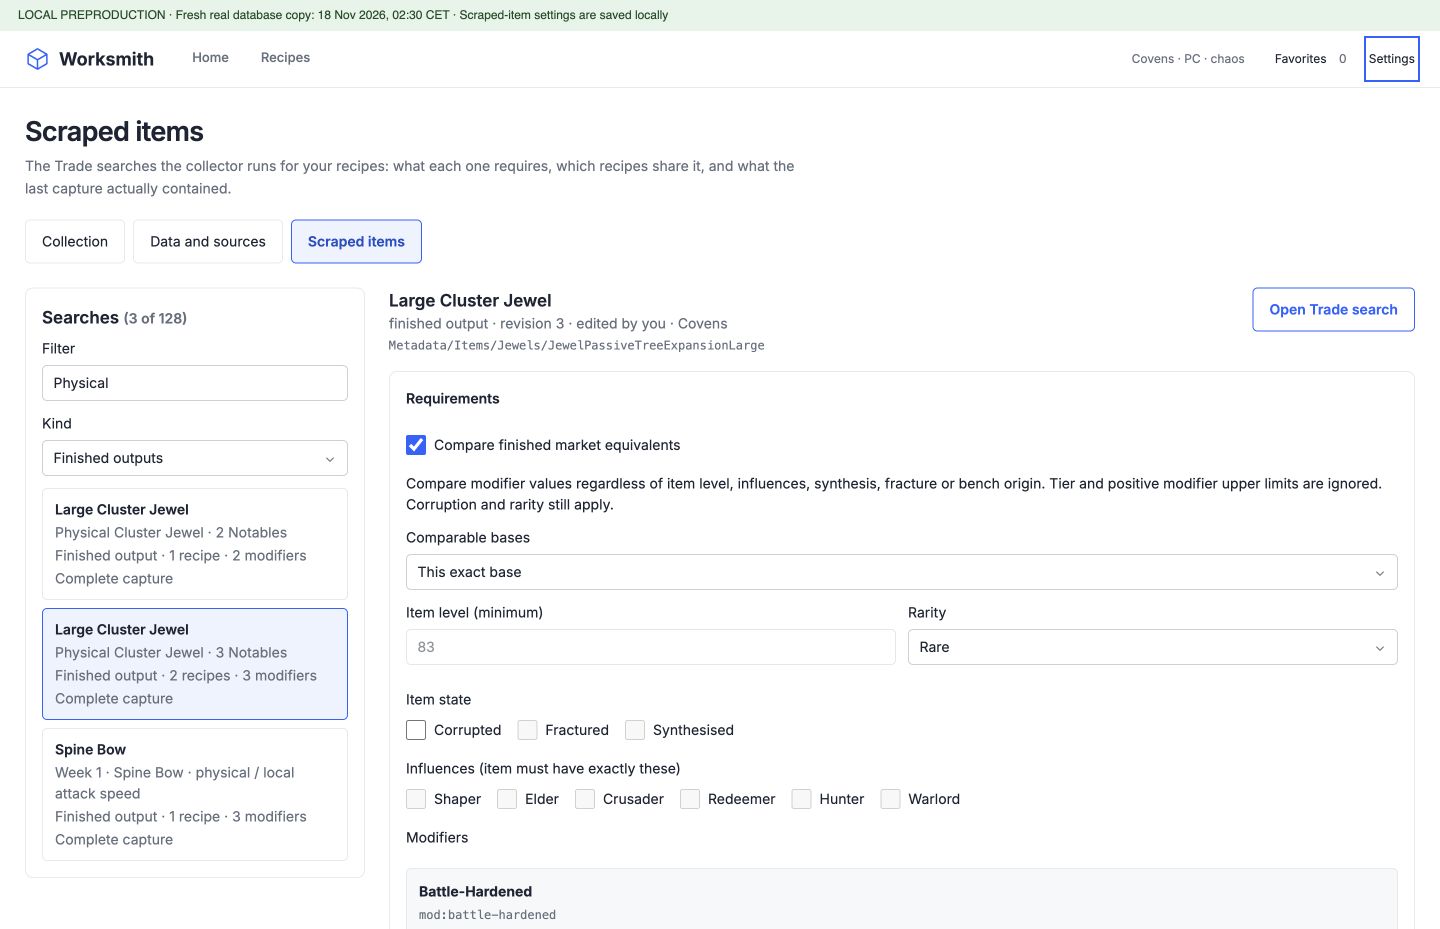 LOCAL PREPRODUCTION · Fresh real database copy: 18 Nov 2026, 02:30 CET · Scraped-item settings are saved locally
Worksmith
Home
Recipes
Covens · PC · chaos
Favorites 0
Settings
Scraped items
The Trade searches the collector runs for your recipes: what each one requires, which recipes share it, and what the
last capture actually contained.
Collection
Data and sources
Scraped items
Searches (3 of 128)
Filter
Physical
Kind
Finished outputs
Large Cluster Jewel
Physical Cluster Jewel · 2 Notables
Finished output · 1 recipe · 2 modifiers
Complete capture
Large Cluster Jewel
Physical Cluster Jewel · 3 Notables
Finished output · 2 recipes · 3 modifiers
Complete capture
Spine Bow
Week 1 · Spine Bow · physical / local
attack speed
Finished output · 1 recipe · 3 modifiers
Complete capture
Large Cluster Jewel
finished output · revision 3 · edited by you · Covens
Metadata/Items/Jewels/JewelPassiveTreeExpansionLarge
Open Trade search
Requirements
Compare finished market equivalents
Compare modifier values regardless of item level, influences, synthesis, fracture or bench origin. Tier and positive modifier upper limits are ignored.
Corruption and rarity still apply.
Comparable bases
This exact base
Item level (minimum)
83
Rarity
Rare
Item state
Corrupted
Fractured
Synthesised
Influences (item must have exactly these)
Shaper
Elder
Crusader
Redeemer
Hunter
Warlord
Modifiers
Battle-Hardened
mod:battle-hardened